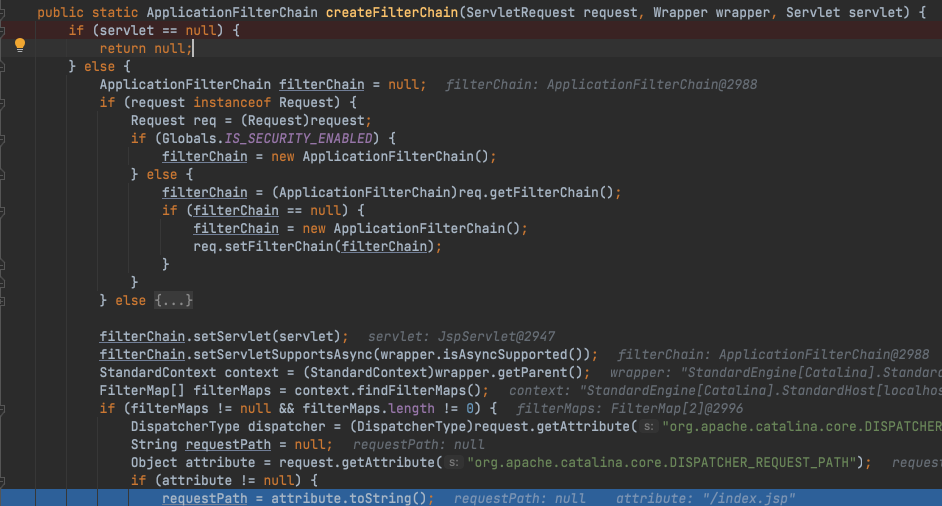 public static ApplicationFilterChain createFilterChain(ServletRequest request, Wrapper wrapper, Servlet servlet) {
if (servlet == null) {
return null;
} else {
ApplicationFilterChain filterChain = null; filterChain: ApplicationFilterChain@2988
if (request instanceof Request) {
Request req = (Request)request;
if (Globals.IS_SECURITY_ENABLED) {
filterChain = new ApplicationFilterChain();
} else {
filterChain = (ApplicationFilterChain)req.getFilterChain();
if (filterChain == null) {
filterChain = new ApplicationFilterChain();
req.setFilterChain(filterChain);
}
}
} else {...}
filterChain.setServlet(servlet); servlet: JspServlet@2947
filterChain.setServletSupportsAsync(wrapper.isAsyncSupported()); filterChain: ApplicationFilterChain@2988
StandardContext context = (StandardContext)wrapper.getParent(); wrapper: "StandardEngine[Catalina].Standard
FilterMap[] filterMaps = context.findFilterMaps(); context: "StandardEngine[Catalina].StandardHost[localhos
if (filterMaps != null && filterMaps.length != 0) { filterMaps: FilterMap[2]@2996
DispatcherType dispatcher = (DispatcherType)request.getAttribute( s: "org.apache.catalina.core.DISPATCHER
String requestPath = null; requestPath: null
Object attribute = request.getAttribute( s: "org.apache.catalina.core.DISPATCHER_REQUEST_PATH"); request
if (attribute != null) {
requestPath = attribute.toString(); requestPath: null attribute: "/index.jsp"